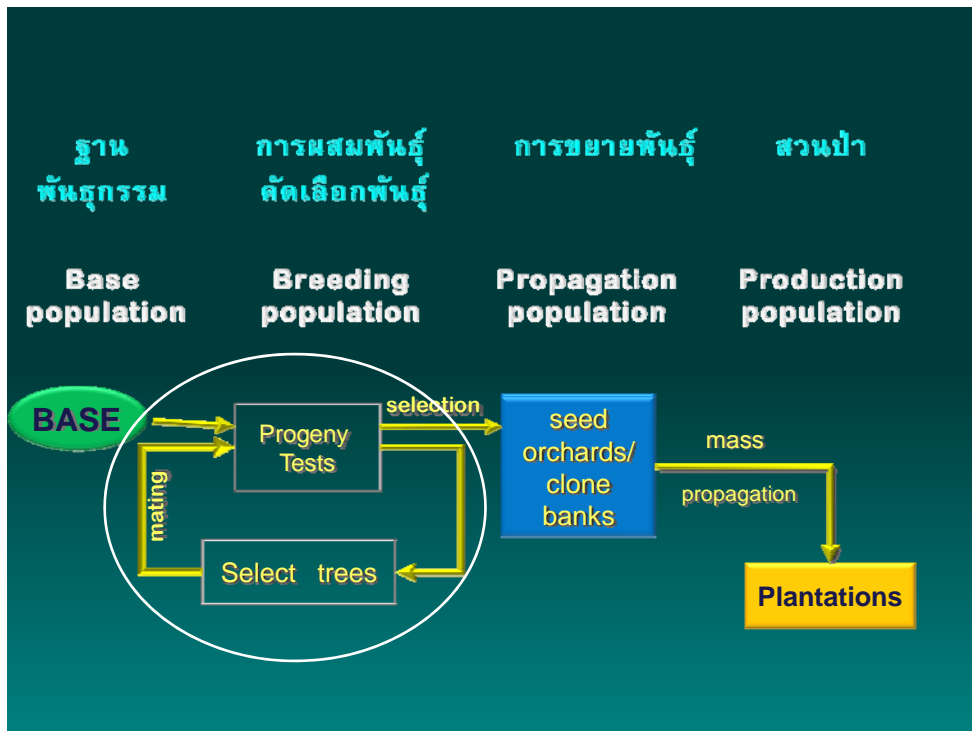 ฐาน
พันธุกรรม
การผสมพันธุ์
คัดเลือกพันธุ์
การขยายพันธุ์
สวนป่า
Base
population
Breeding
population
Propagation
population
Production
population
BASE
Progeny
Tests
selection
seed
orchards/
clone
banks
mass
propagation
mating
Select trees
Plantations